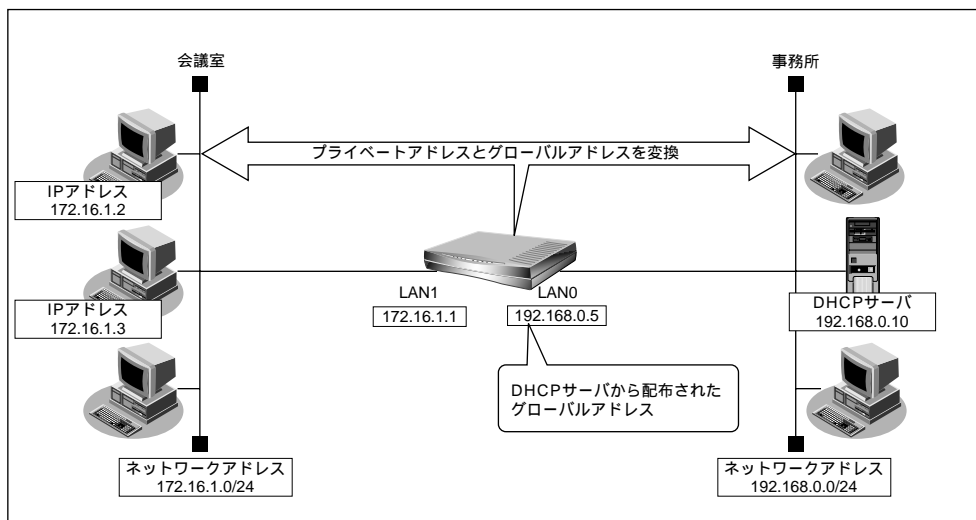 会議室
事務所
プライベートアドレスとグローバルアドレスを変換
IPアドレス
172.16.1.2
IPアドレス
172.16.1.3
LAN1
172.16.1.1
LAN0
192.168.0.5
DHCPサーバ
192.168.0.10
DHCPサーバから配布された
グローバルアドレス
ネットワークアドレス
172.16.1.0/24
ネットワークアドレス
192.168.0.0/24